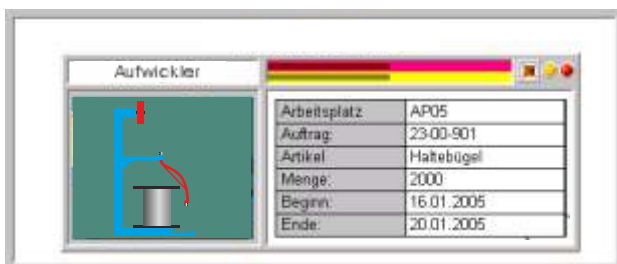 Aufwickler
Arbeitsplatz AP05
Auftrag: 23-00-901
Artikel Haltebügel
Menge: 2000
Beginn: 16.01.2005
Ende: 20.01.2005